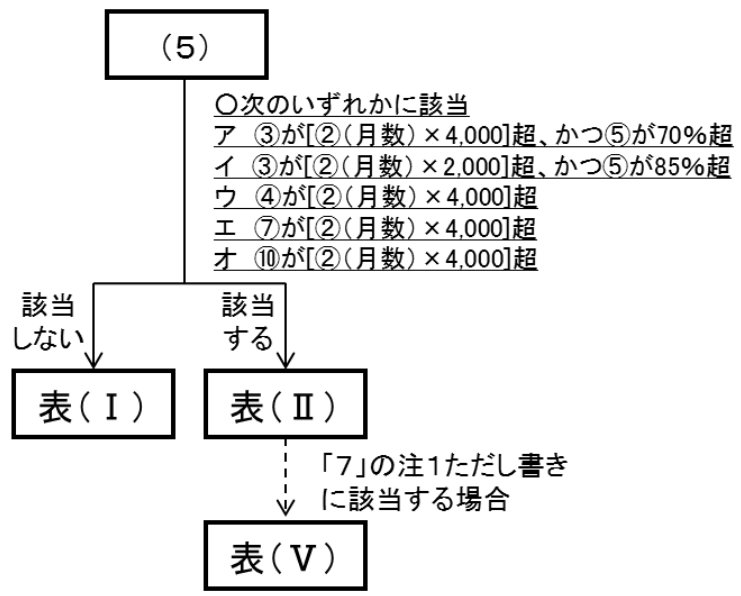 (5)
○次のいずれかに該当
ア ③が[②(月数)×4,000]超、かつ⑤が70%超
イ ③が[②(月数)×2,000]超、かつ⑤が85%超
ウ ④が[②(月数)×4,000]超
エ ⑦が[②(月数)×4,000]超
オ ⑩が[②(月数)×4,000]超
該当
しない
該当
する
表(Ⅰ)
表(Ⅱ)
「7」の注1ただし書き
に該当する場合
表(Ⅴ)